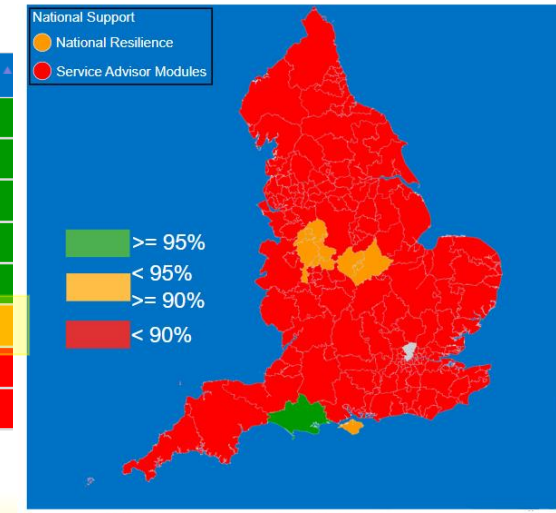 National Support
National Resilience
Service Advisor Modules
>= 95%
< 95%
>= 90%
< 90%